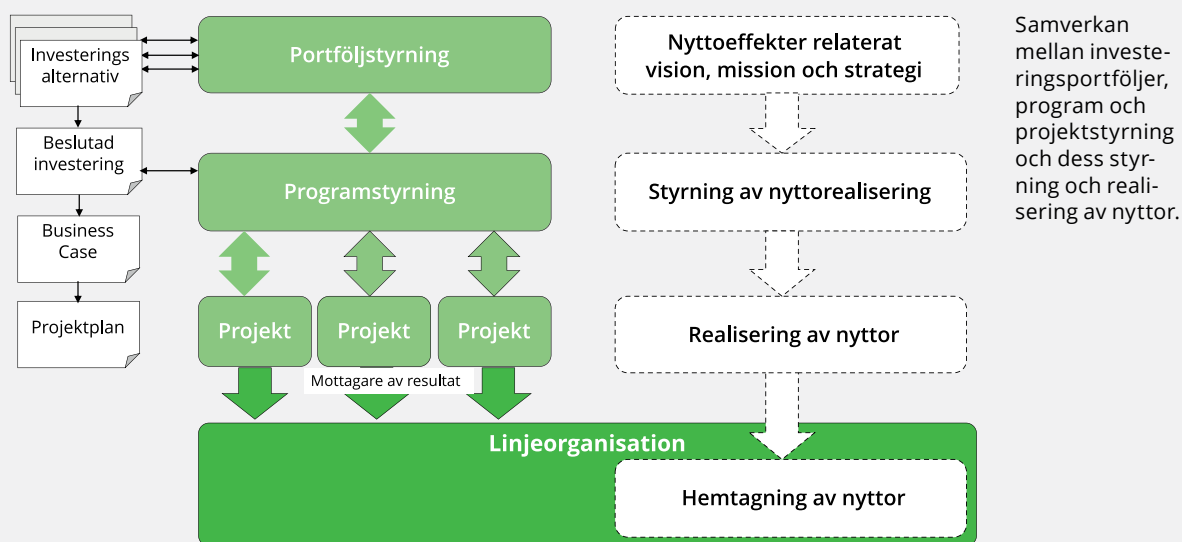 Investerings
alternativ
Beslutad
investering
Business
Case
Projektplan
Portföljstyrning
Programstyrning
Projekt
Projekt
Projekt
Mottagare av resultat
Linjeorganisation
Nyttoeffekter relaterat
vision, mission och strategi
Styrning av nyttorealisering
Realisering av nyttor
Hemtagning av nyttor
Samverkan
mellan investe-
ringsportföljer,
program och
projektstyrning
och dess styr-
ning och reali-
sering av nyttor.